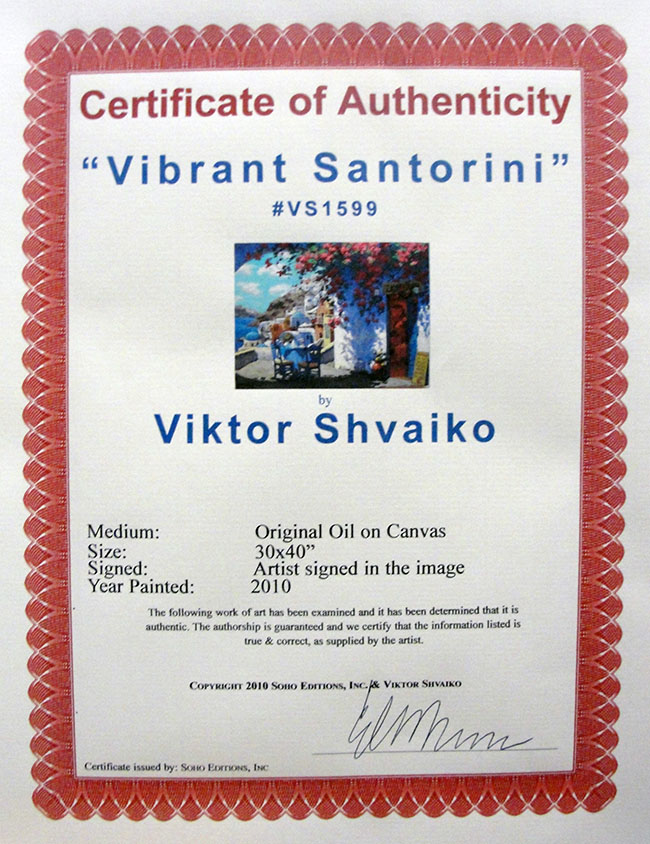 Certificate of Authenticity
“Vibrant Santorini”
#VS1599
by
Viktor Shvaiko
Medium: Original Oil on Canvas
Size: 30x40”
Signed: Artist signed in the image
Year Painted: 2010
The following work of art has been examined and it has been determined that it is
authentic. The authorship is guaranteed and we certify that the information listed is
true & correct, as supplied by the artist.
Copyright 2010 Soho Editions, Inc. & Viktor Shvaiko
Certificate issued by: Soho Editions, Inc